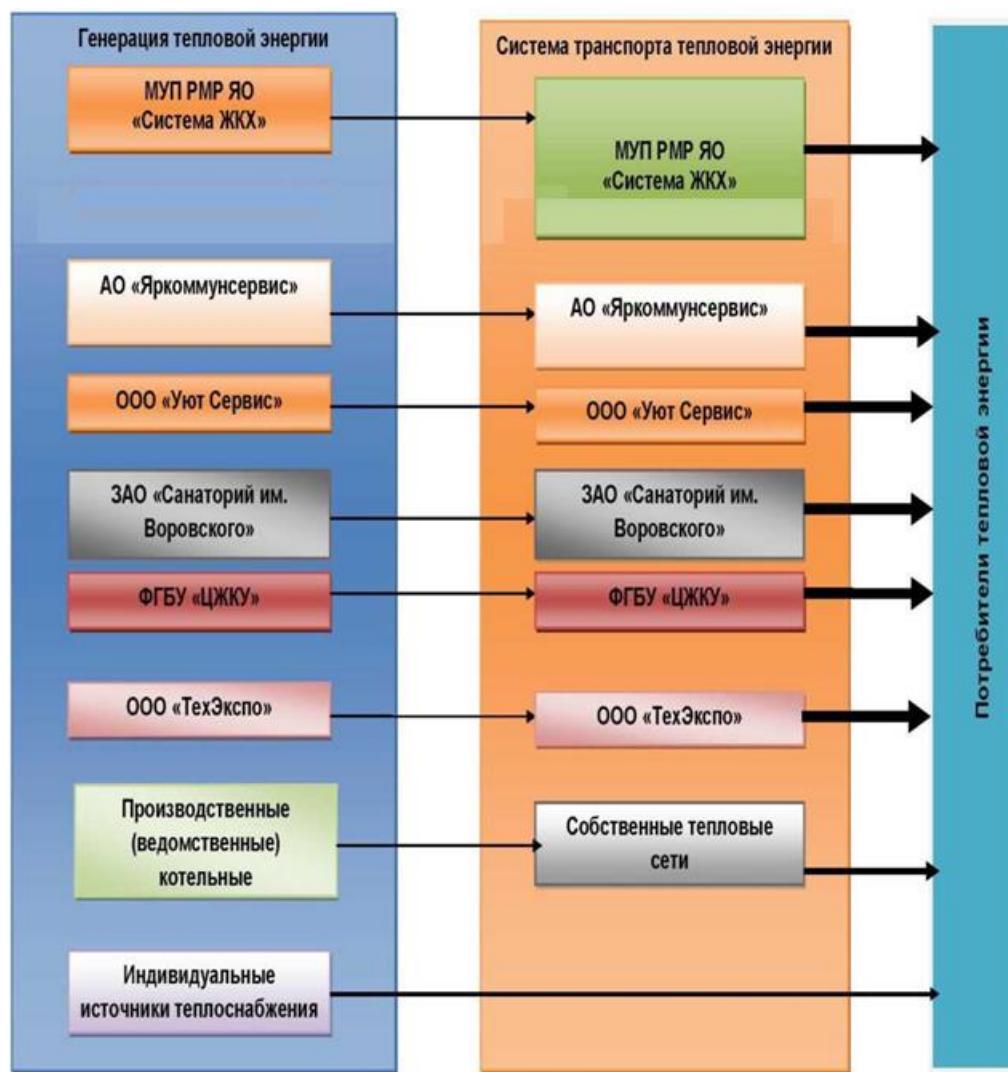 Генерация тепловой энергии
МУП РМР ЯО
«Система ЖКХ»
АО «Яркоммунсервис»
ООО «Уют Сервис»
ЗАО «Санаторий им.
Воровского»
ФГБУ «ЦЖКУ»
ООО «ТехЭкспо»
Производственные
(ведомственные)
котельные
Индивидуальные
источники теплоснабжения
Система транспорта тепловой энергии
МУП РМР ЯО
«Система ЖКХ»
АО «Яркоммунсервис»
ООО «Уют Сервис»
ЗАО «Санаторий им.
Воровского»
ФГБУ «ЦЖКУ»
ООО «ТехЭкспо»
Собственные тепловые
сети
Потребители тепловой энергии